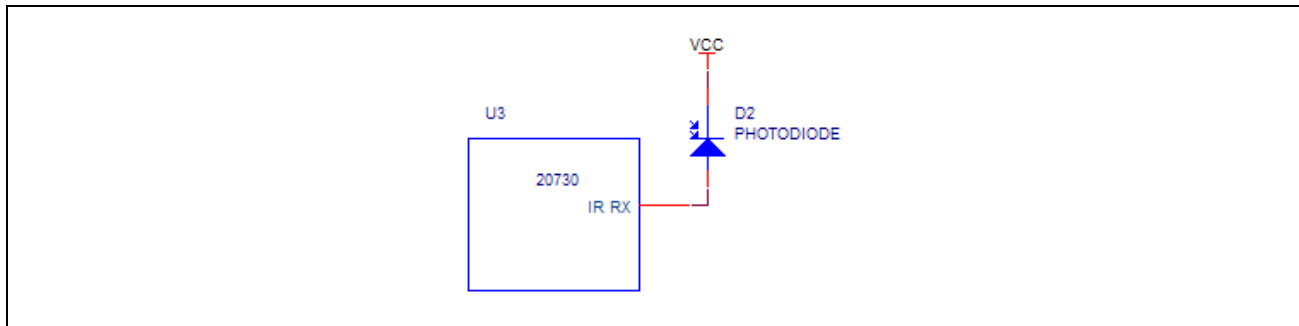 VCC
U3
D2
PHOTODIODE
20730
IR RX